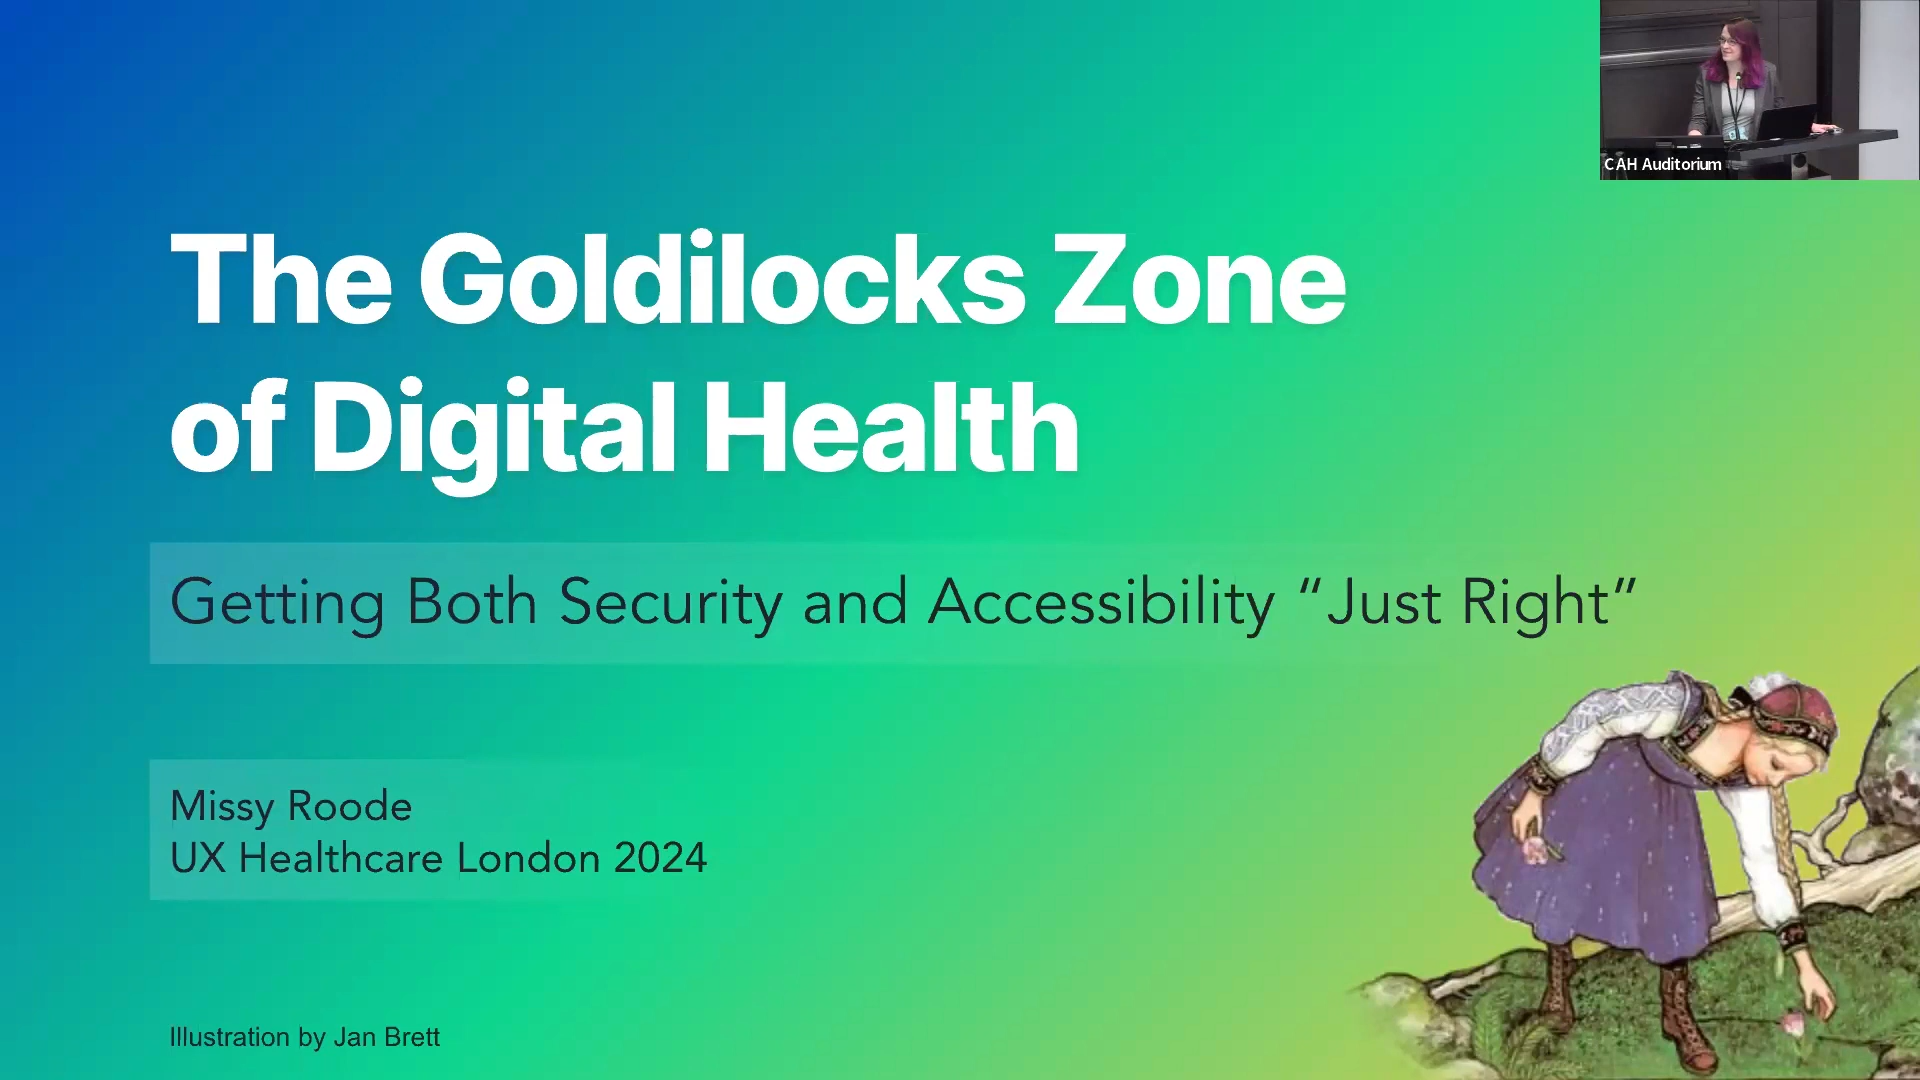 CAH Auditorium
The Goldilocks Zone
of Digital Health
Getting Both Security and Accessibility “Just Right”
Missy Roode
UX Healthcare London 2024
Illustration by Jan Brett